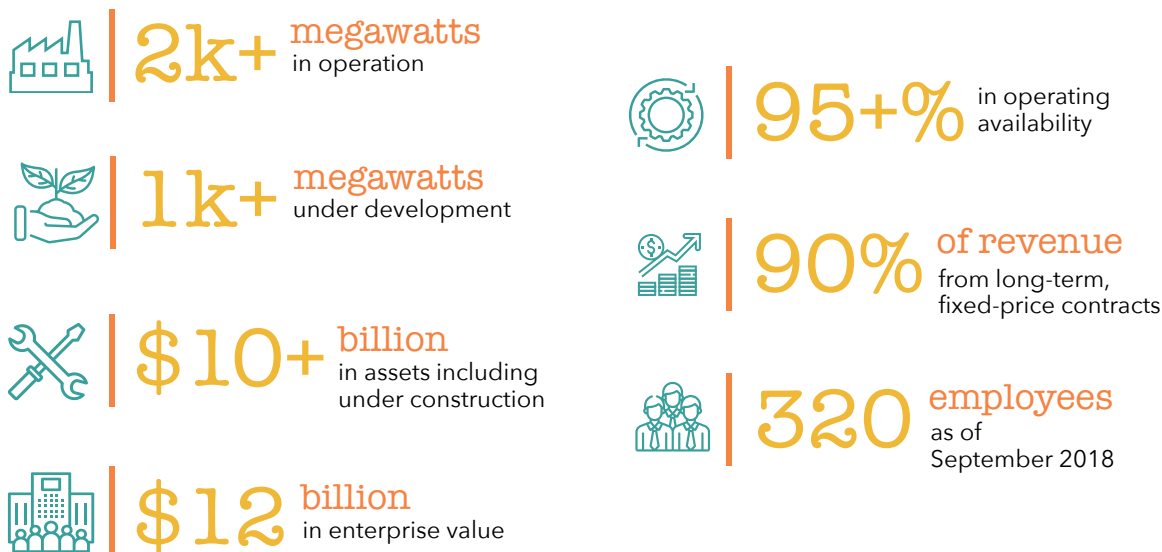 2k+ megawatts
in operation
1k+ megawatts
under development
$10+ billion
in assets including
under construction
$12 billion
in enterprise value
95+% in operating
availability
$
90% of revenue
from long-term,
fixed-price contracts
320 employees
as of
September 2018